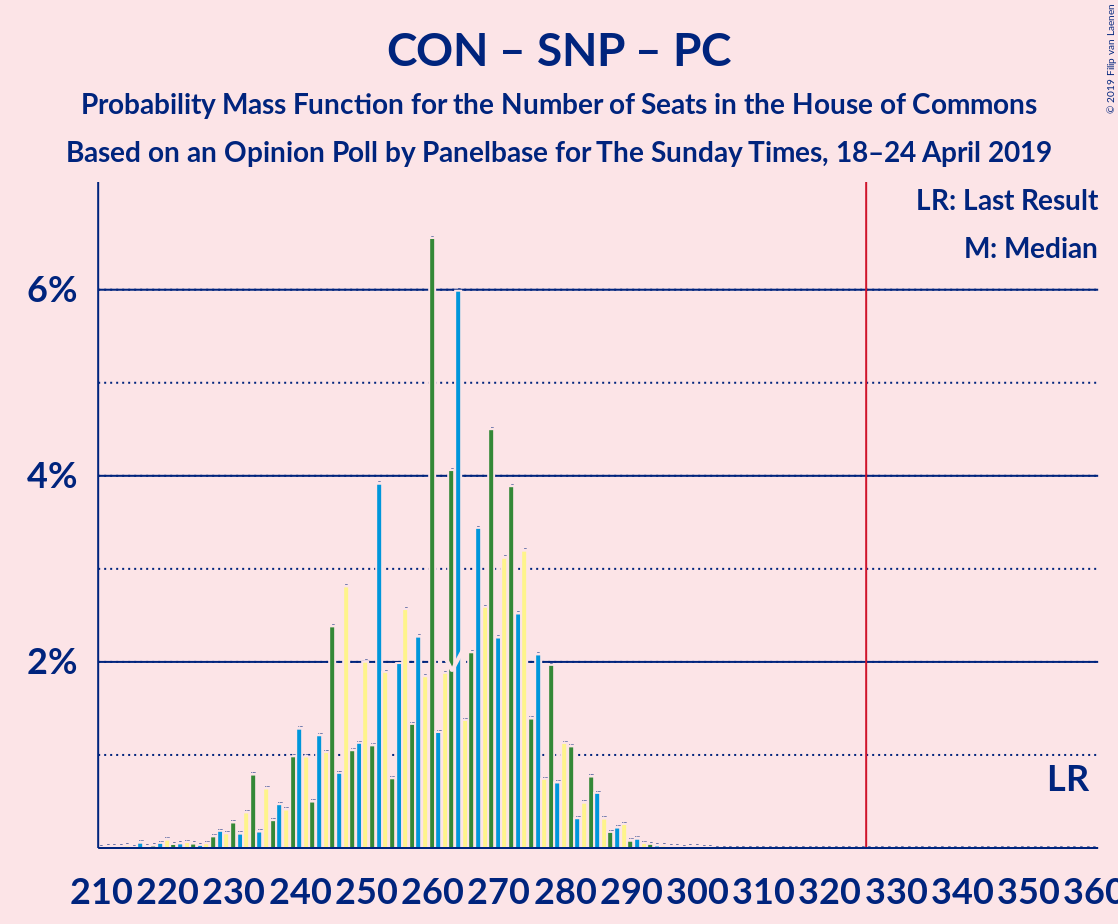 CON – SNP – PC
Probability Mass Function for the Number of Seats in the House of Commons
Based on an Opinion Poll by Panelbase for The Sunday Times, 18–24 April 2019
© 2019 Filip van Laenen
LR: Last Result
M: Median
6%
4%
2%
LR
210 220 230 240 250 260 270 280 290 300 310 320 330 340 350 360